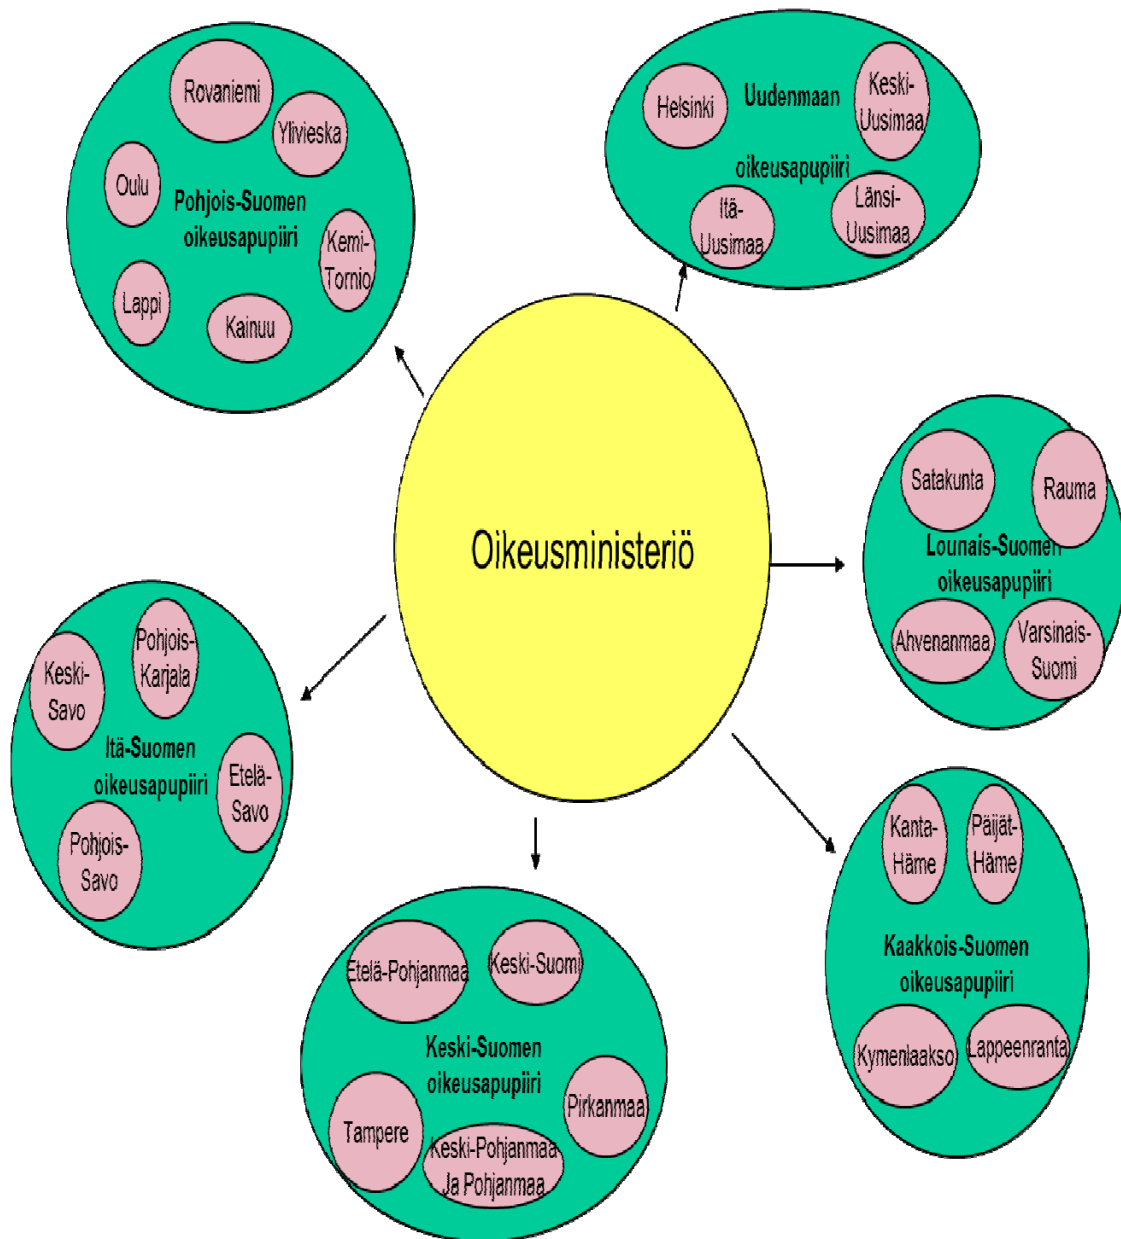 Rovaniemi
Ylivieska
Oulu
Pohjois-Suomen
oikeusapupiiri
Kemi-
Tornio
Lappi
Kainuu
Helsinki
Uudenmaan
oikeusapupiiri
Keski-
Uusimaa
Itä-
Uusimaa
Länsi-
Uusimaa
Oikeusministeriö
Satakunta
Rauma
Lounais-Suomen
oikeusapupiiri
Ahvenanmaa
Varsinais-
Suomi
Pohjois-
Karjala
Keski-
Savo
Itä-Suomen
oikeusapupiiri
Etelä-
Savo
Pohjois-
Savo
Kanta-
Häme
Päijät-
Häme
Kaakkois-Suomen
oikeusapupiiri
Kymenlaakso
Lappeenranta
Etelä-Pohjanmaa
Keski-Suomi
Keski-Suomen
oikeusapupiiri
Pirkanmaa
Tampere
Keski-Pohjanmaa
Ja Pohjanmaa